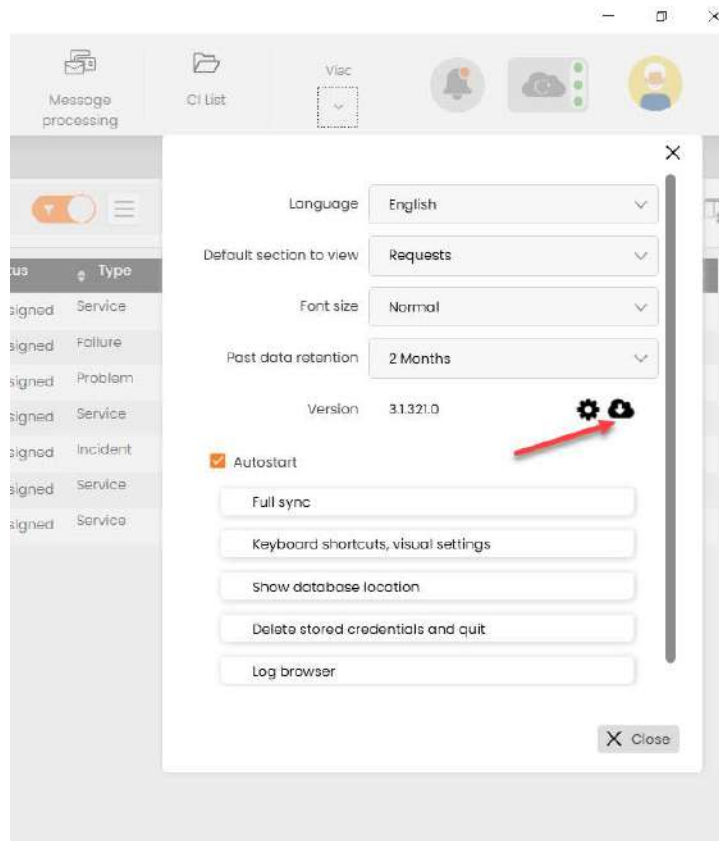 Message
processing
CI List
Více
Language
English
Default section to view
Requests
Font size
Normal
Past data retention
2 Months
Version
3.1.321.0
Autostart
Full sync
Keyboard shortcuts, visual settings
Show database location
Delete stored credentials and quit
Log browser
Close
tus
Type
signed
Service
signed
Failure
signed
Problem
signed
Service
signed
Incident
signed
Service
signed
Service